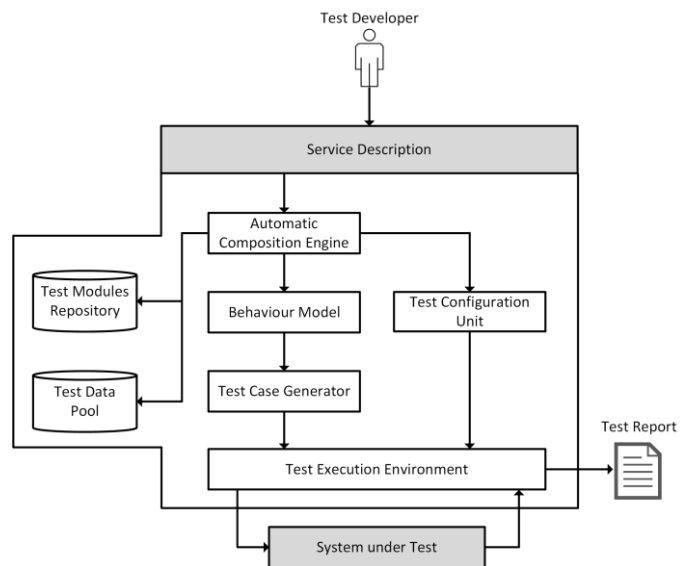 Test Developer
Service Description
Automatic
Composition Engine
Test Modules
Repository
Behaviour Model
Test Configuration
Unit
Test Data
Pool
Test Case Generator
Test Report
Test Execution Environment
System under Test